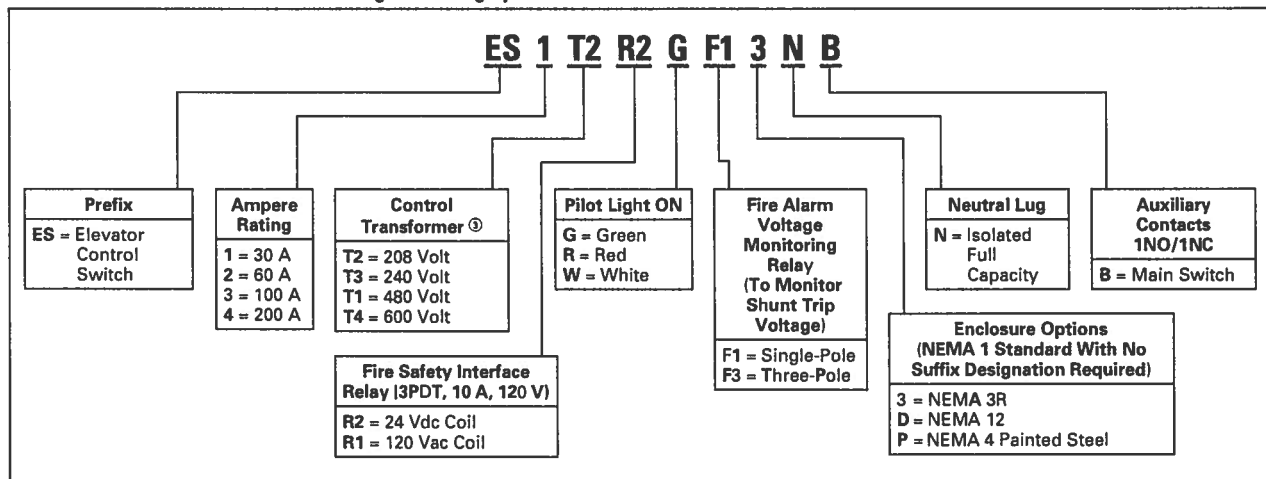 ES 1 T2 R2 G F1 3 N B
Prefix
ES = Elevator
Control
Switch
Ampere
Rating
1 = 30 A
2 = 60 A
3 = 100 A
4 = 200 A
Control
Transformer ③
T2 = 208 Volt
T3 = 240 Volt
T1 = 480 Volt
T4 = 600 Volt
Fire Safety Interface
Relay (3PDT, 10 A, 120 V)
R2 = 24 Vdc Coil
R1 = 120 Vac Coil
Pilot Light ON
G = Green
R = Red
W = White
Fire Alarm
Voltage
Monitoring
Relay
(To Monitor
Shunt Trip
Voltage)
F1 = Single-Pole
F3 = Three-Pole
Neutral Lug
N = Isolated
Full
Capacity
Auxiliary
Contacts
1NO/1NC
B = Main Switch
Enclosure Options
(NEMA 1 Standard With No
Suffix Designation Required)
3 = NEMA 3R
D = NEMA 12
P = NEMA 4 Painted Steel